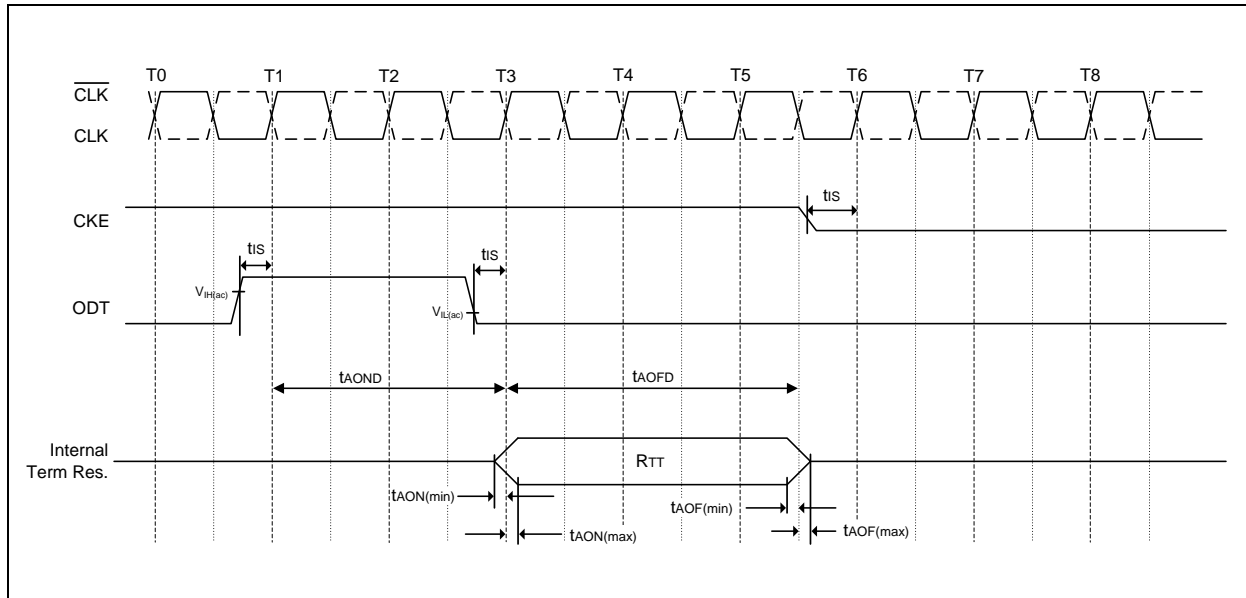 T0 T1 T2 T3 T4 T5 T6 T7 T8
CLK
CLK
tIS
CKE
tIS tIS
VIH(ac)
VIL(ac)
ODT
tAOND tAOFD
Internal
Term Res.
RTT
tAON(min) tAOF(min)
tAON(max) tAOF(max)